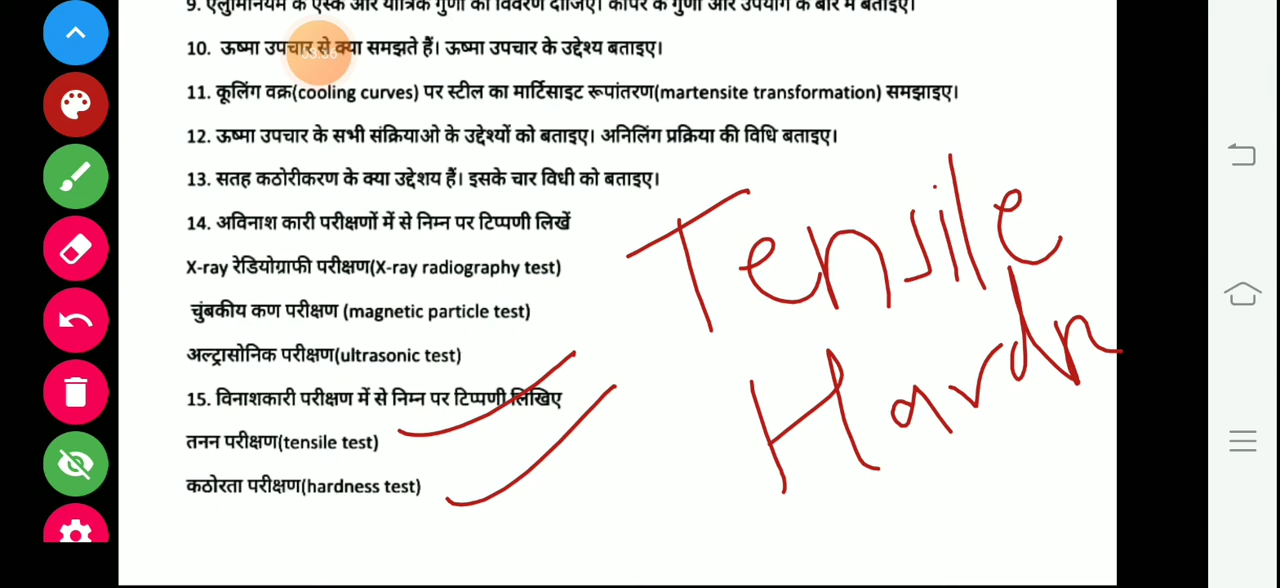 9. एलुमिनियम के एस्क और यांत्रिक गुणों का विवरण दीजिए। कॉपर के गुणों और उपयोग के बारे में बताइए।
10. ऊष्मा उपचार से क्या समझते हैं। ऊष्मा उपचार के उद्देश्य बताइए।
11. कूलिंग वक्र(cooling curves) पर स्टील का मार्टिसाइट रूपांतरण(martensite transformation) समझाइए।
12. ऊष्मा उपचार के सभी संक्रियाओ के उद्देश्यों को बताइए। अनिलिंग प्रक्रिया की विधि बताइए।
13. सतह कठोरीकरण के क्या उद्देशय हैं। इसके चार विधी को बताइए।
14. अविनाश कारी परीक्षणों में से निम्न पर टिप्पणी लिखें
X-ray रेडियोग्राफी परीक्षण(X-ray radiography test)
चुंबकीय कण परीक्षण (magnetic particle test)
अल्ट्रासोनिक परीक्षण(ultrasonic test)
15. विनाशकारी परीक्षण में से निम्न पर टिप्पणी लिखिए
तनन परीक्षण(tensile test)
कठोरता परीक्षण(hardness test)
Tensile
Hardn